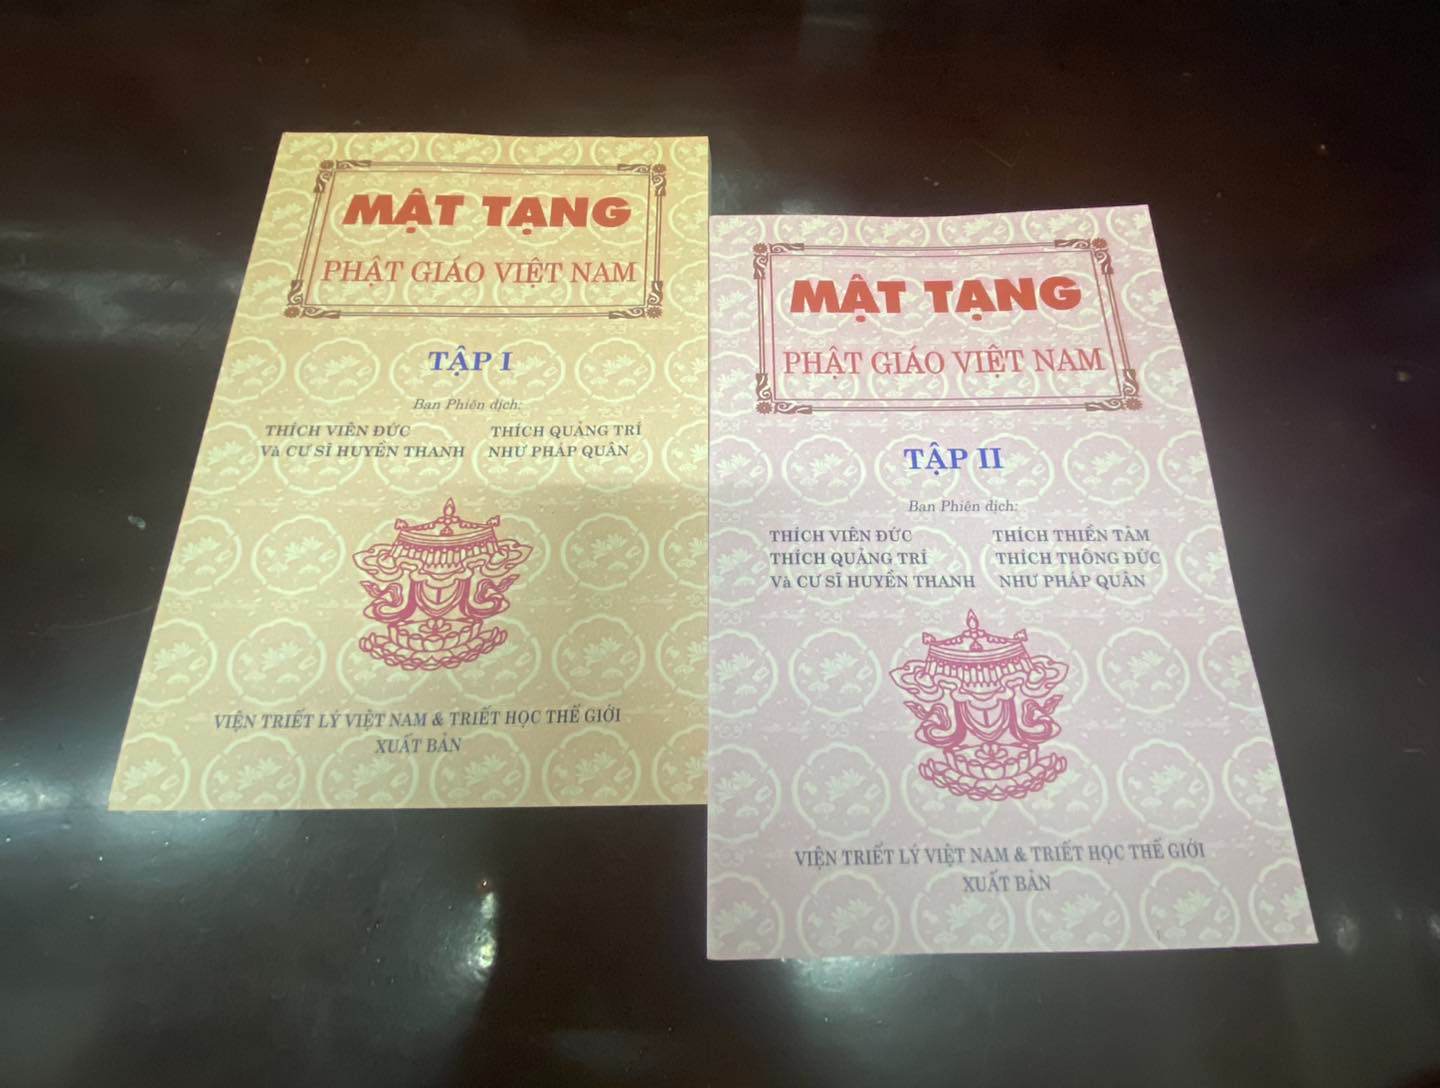 MẬT TẠNG
PHẬT GIÁO VIỆT NAM
TẬP I
Ban Phiên dịch:
THÍCH VIÊN ĐỨC THÍCH QUẢNG TRÍ
Và CƯ SĨ HUYỀN THANH NHƯ PHÁP QUÂN
VIỆN TRIẾT LÝ VIỆT NAM & TRIẾT HỌC THẾ GIỚI
XUẤT BẢN
MẬT TẠNG
PHẬT GIÁO VIỆT NAM
TẬP II
Ban Phiên dịch:
THÍCH VIÊN ĐỨC THÍCH THIỀN TÂM
THÍCH QUẢNG TRÍ THÍCH THÔNG ĐỨC
Và CƯ SĨ HUYỀN THANH NHƯ PHÁP QUÂN
VIỆN TRIẾT LÝ VIỆT NAM & TRIẾT HỌC THẾ GIỚI
XUẤT BẢN